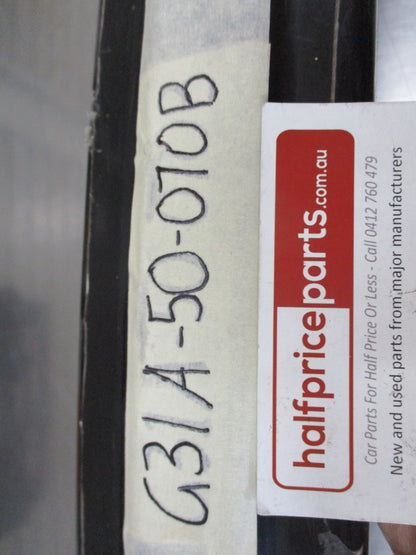 G31A-50-070B
halfpriceparts.com.au
Car Parts For Half Price Or Less - Call 0412 760 479
New and used parts from major manufacturers